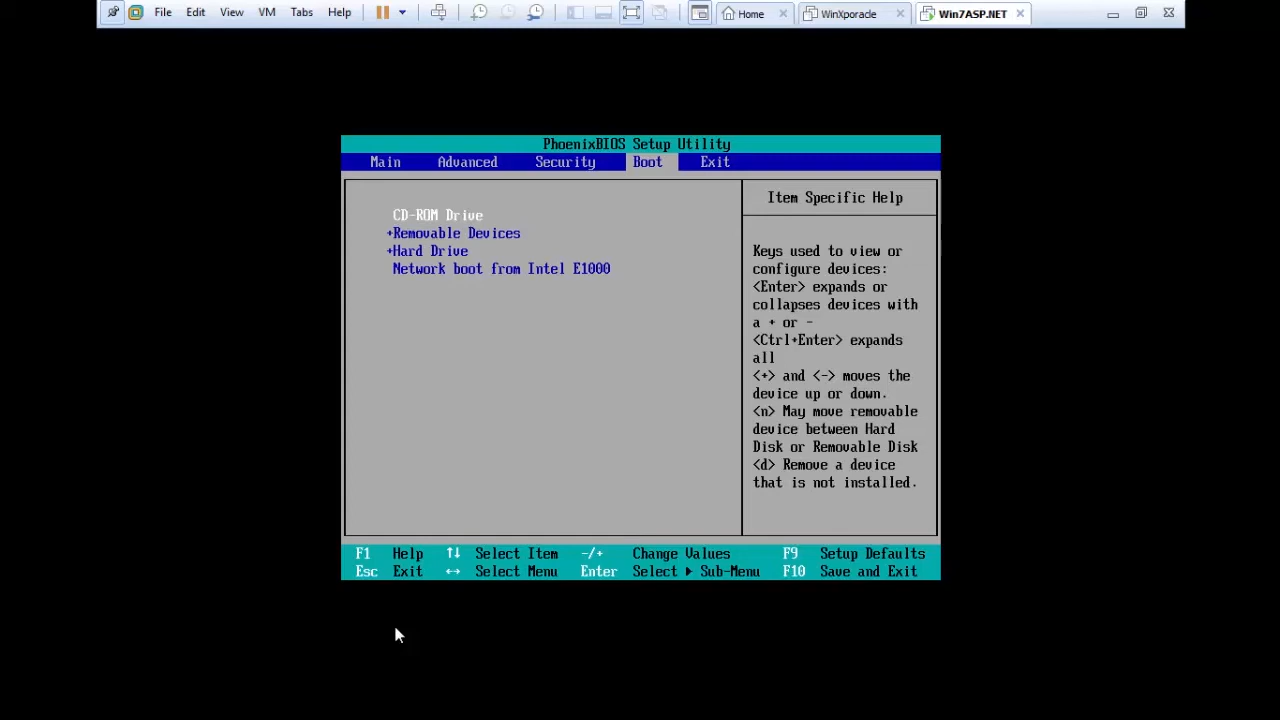 File Edit View VM Tabs Help Home WinXporade Win7ASP.NET
PhoenixBIOS Setup Utility
Main Advanced Security Boot Exit
CD-ROM Drive
+Removable Devices
+Hard Drive
Network boot from Intel E1000
Item Specific Help
Keys used to view or
configure devices:
<Enter> expands or
collapses devices with
a + or -
<Ctrl+Enter> expands
all
<+> and <-> moves the
device up or down.
<n> May move removable
device between Hard
Disk or Removable Disk
<d> Remove a device
that is not installed.
F1 Help ↑↓ Select Item -/+ Change Values F9 Setup Defaults
Esc Exit ↔ Select Menu Enter Select ▶ Sub-Menu F10 Save and Exit